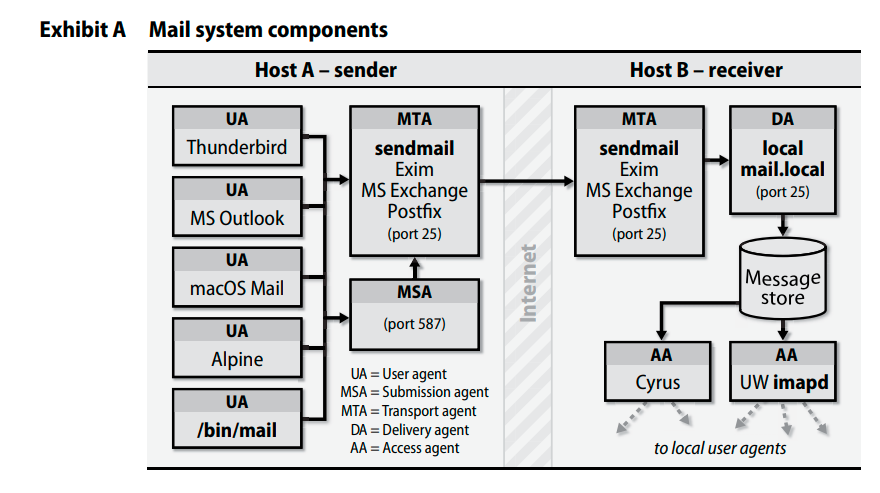 Exhibit A Mail system components
Host A – sender
Host B – receiver
UA
Thunderbird
UA
MS Outlook
UA
macOS Mail
UA
Alpine
UA
/bin/mail
MTA
sendmail
Exim
MS Exchange
Postfix
(port 25)
MSA
(port 587)
UA = User agent
MSA = Submission agent
MTA = Transport agent
DA = Delivery agent
AA = Access agent
Internet
MTA
sendmail
Exim
MS Exchange
Postfix
(port 25)
DA
local
mail.local
(port 25)
Message
store
AA
Cyrus
AA
UW imapd
to local user agents